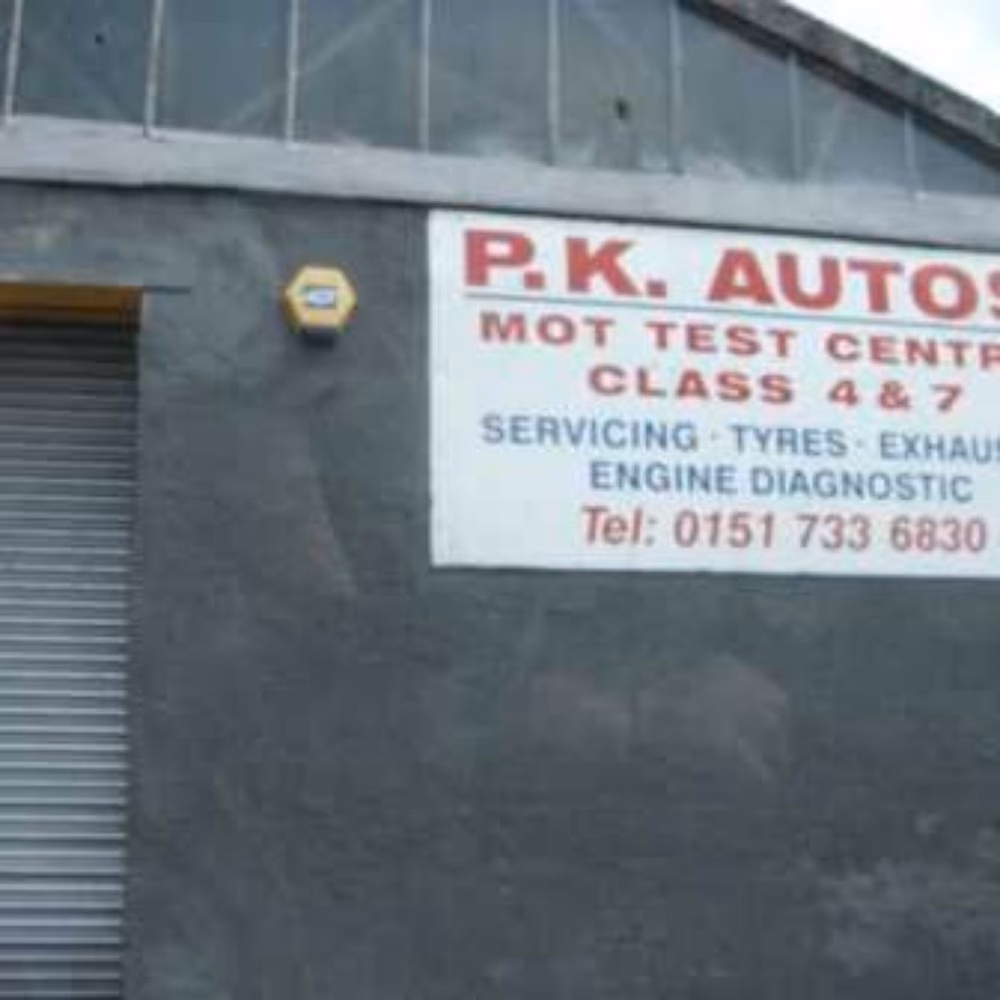 P.K. AUTOS
MOT TEST CENTR
CLASS 4 & 7
SERVICING · TYRES · EXHAUS
ENGINE DIAGNOSTIC
Tel: 0151 733 6830